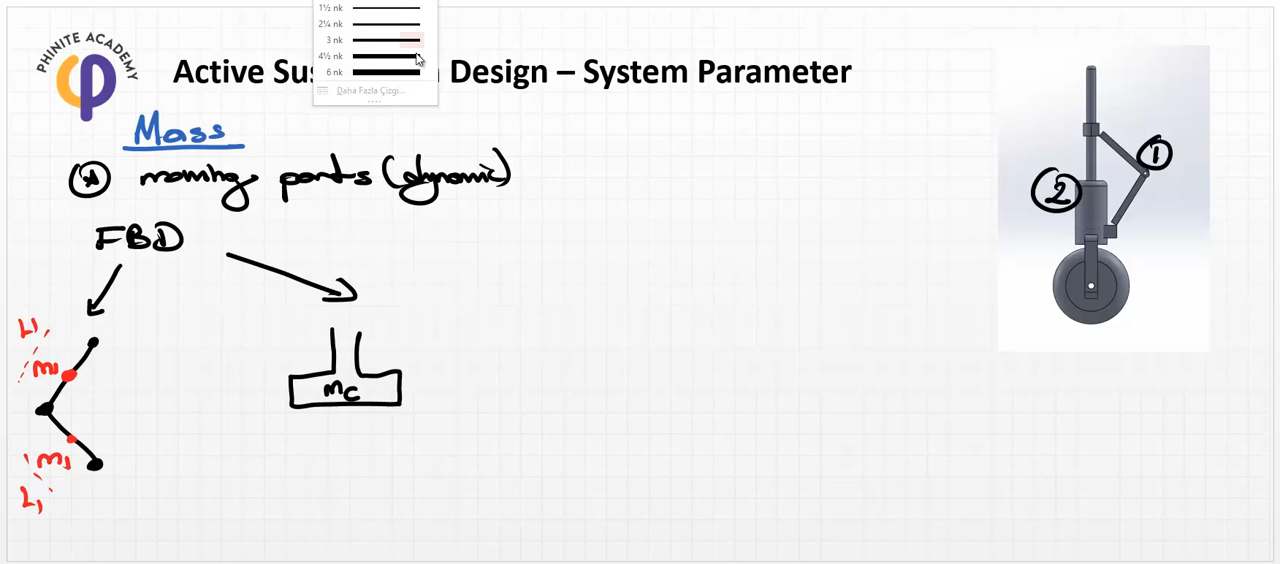 1½ nk
2¼ nk
3 nk
4½ nk
6 nk
Daha Fazla Çizgi...
PHINITE ACADEMY
Active Sus n Design – System Parameter
Mass
moving parts (dynamic)
FBD
1
2
L1
m1
mc
m1
L1